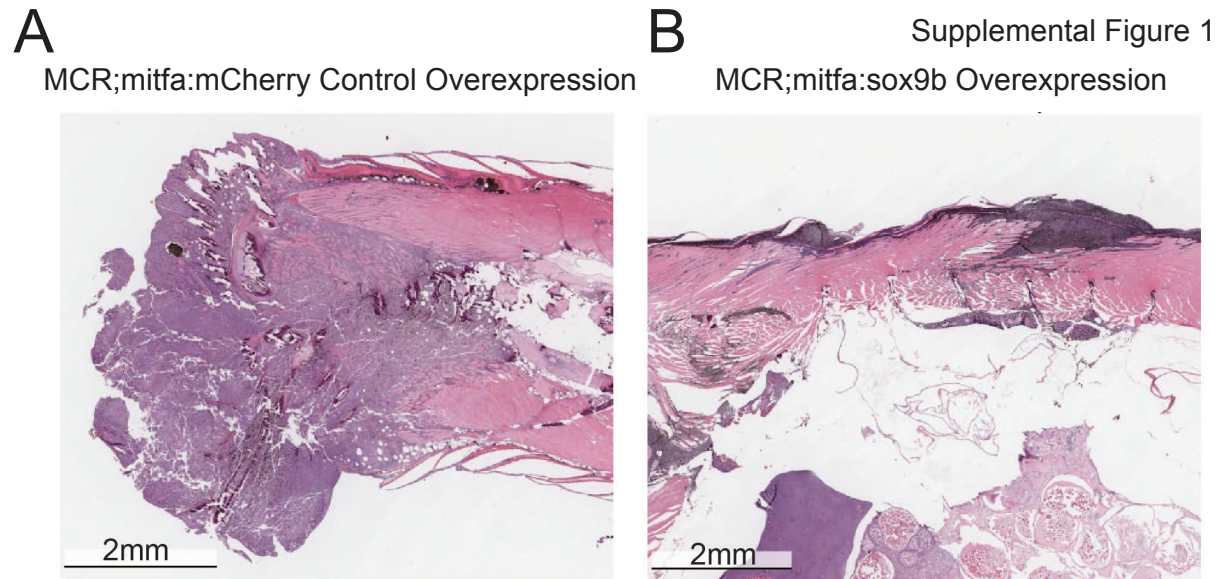 A
B
Supplemental Figure 1
MCR;mitfa:mCherry Control Overexpression
MCR;mitfa:sox9b Overexpression
2mm
2mm